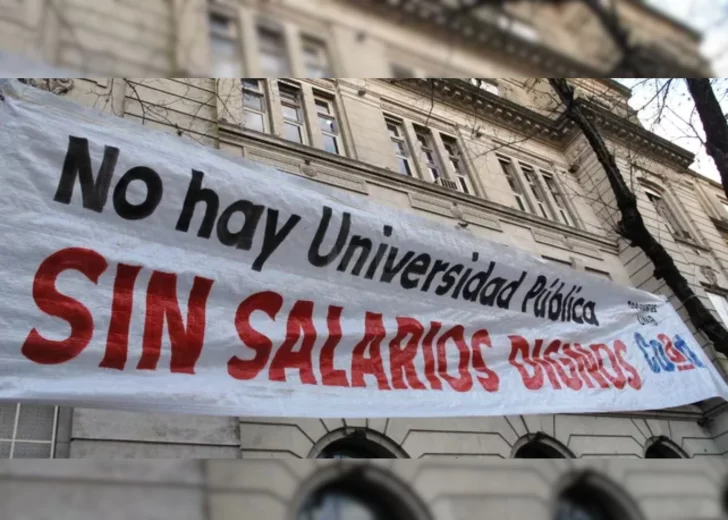 No hay Universidad Pública
SIN SALARIOS DIGNOS